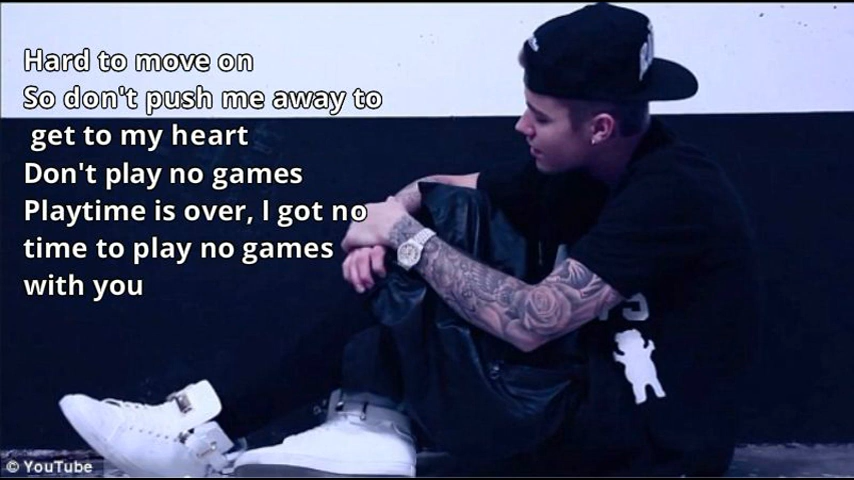 Hard to move on
So don't push me away to
get to my heart
Don't play no games
Playtime is over, I got no
time to play no games
with you
© YouTube